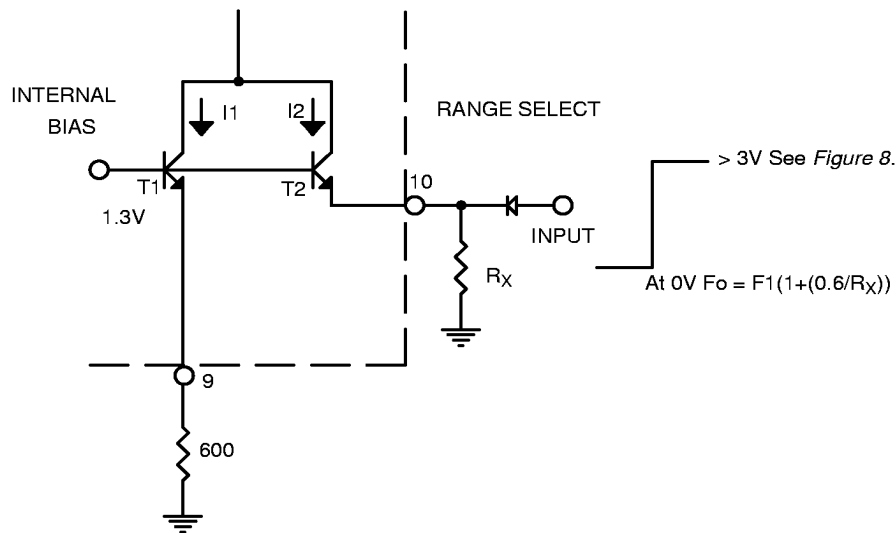 INTERNAL
BIAS
I1
I2
RANGE SELECT
> 3V See Figure 8.
T1
T2
10
1.3V
INPUT
RX
At 0V Fo = F1(1+(0.6/RX))
9
600